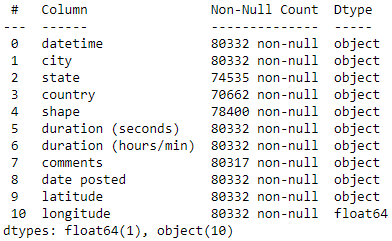 #   Column                Non-Null Count  Dtype
---  ------                --------------  -----
0   datetime              80332 non-null  object
1   city                  80332 non-null  object
2   state                 74535 non-null  object
3   country               70662 non-null  object
4   shape                 78400 non-null  object
5   duration (seconds)    80332 non-null  object
6   duration (hours/min)  80332 non-null  object
7   comments              80317 non-null  object
8   date posted           80332 non-null  object
9   latitude              80332 non-null  object
10  longitude             80332 non-null  float64
dtypes: float64(1), object(10)